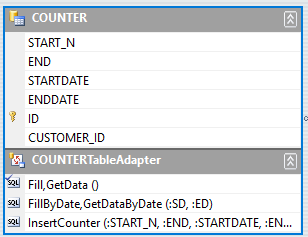 COUNTER
START_N
END
STARTDATE
ENDDATE
ID
CUSTOMER_ID
COUNTERTableAdapter
SQL Fill,GetData ()
SQL FillByDate,GetDataByDate (:SD, :ED)
SQL InsertCounter (:START_N, :END, :STARTDATE, :EN...